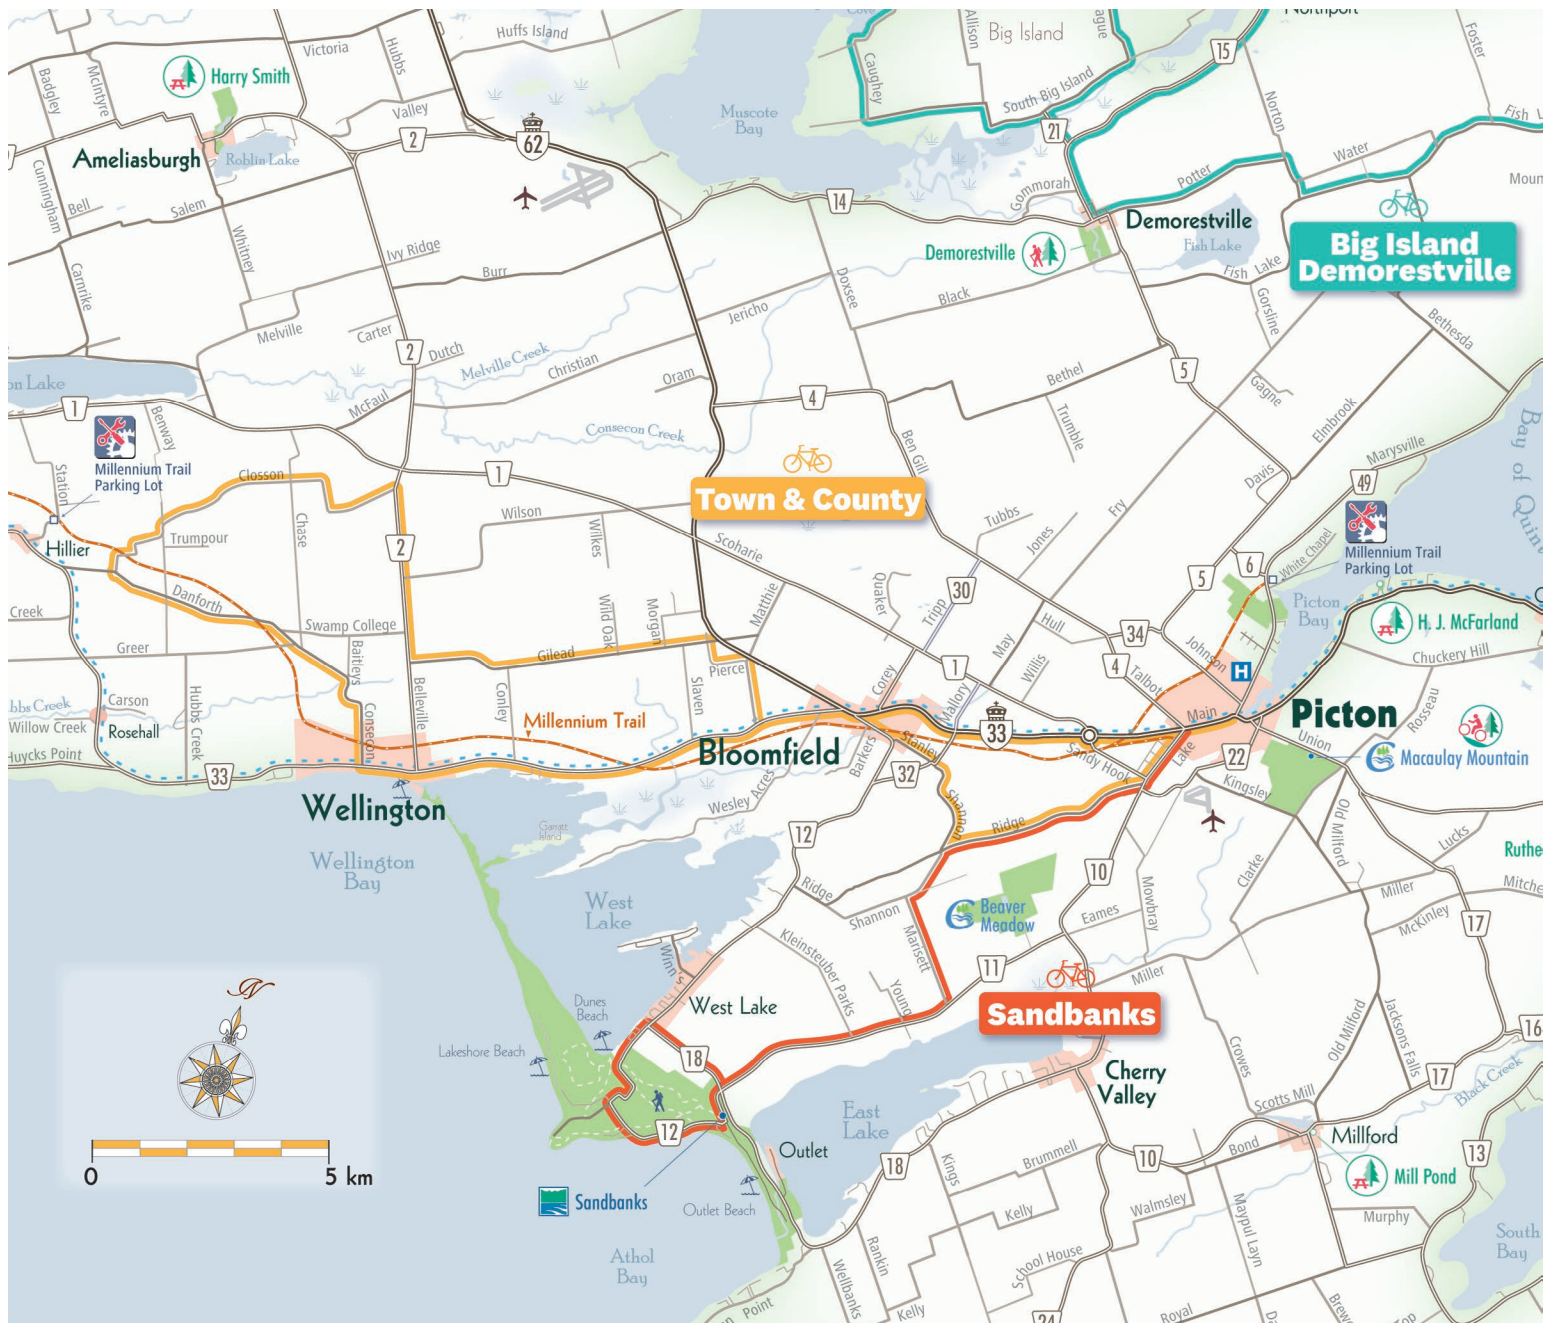 Huffs Island
Big Island
Allison
Victoria
Hubbs
Badgley
McIntyre
Harry Smith
Valley
2
62
Muscote
Bay
Caughey
South Big Island
21
15
Foster
Norton
Water
Potter
Ameliasburgh
Roblin Lake
Cunningham
Bell
Salem
Whitney
Ivy Ridge
Burr
14
Gommorah
Demorestville
Fish Lake
Demorestville
Fish Lake
Big Island
Demorestville
Carnrike
Melville
Carter
Dutch
2
Melville Creek
Christian
Jericho
Oram
Doxsee
Black
Gorsline
Bethesda
Bethel
5
Gagne
Elmbrook
Trumble
1
Benway
McFaul
4
Consecon Creek
Ben Gill
Marysville
49
Bay of Quint
Millennium Trail
Parking Lot
Station
Closson
1
Town & County
Davis
Fry
Tubbs
Jones
Wilson
Wilkes
Scoharie
Millennium Trail
Parking Lot
White Chapel
6
5
Hillier
Trumpour
Chase
2
Matthie
Quaker
Tripp
30
Picton
Bay
H. J. McFarland
Chuckery Hill
Creek
Danforth
Swamp College
Greer
Baitleys
Wild Oak
Morgan
Gilead
Pierce
Slaven
Conley
Belleville
Consecon
Hubbs Creek
Carson
Willow Creek
Rosehall
Huycks Point
33
Millennium Trail
Corey
Mallory
1
May
Willis
Hull
34
4
Talbot
Johnson
H
Main
Picton
Rosseau
Macaulay Mountain
Union
22
Kingsley
Lake
Sandy Hook
33
Stanley
Barkers
Bloomfield
32
Shannon
Ridge
Wesley Acres
12
Wellington
Garratt
Island
Wellington
Bay
West
Lake
Ridge
Shannon
Marisett
Beaver
Meadow
10
Eames
Mowbray
Clarke
Old Milford
Lucks
Miller
McKinley
17
Winn's
Kleinsteuber Parks
Young
11
Miller
Sandbanks
West Lake
Dunes
Beach
Lakeshore Beach
18
Cherry
Valley
Crowes
Old Milford
Jacksons Falls
16
17
Black Creek
Scotts Mill
N
12
East
Lake
Outlet
Sandbanks
Outlet Beach
18
Kings
Brummell
10
Bond
Millford
Mill Pond
13
Walmsley
Maypul Layn
Murphy
Kelly
0
5 km
Athol
Bay
Rankin
Wellbanks
School House
Kelly
Point
24
Royal
South
Bay